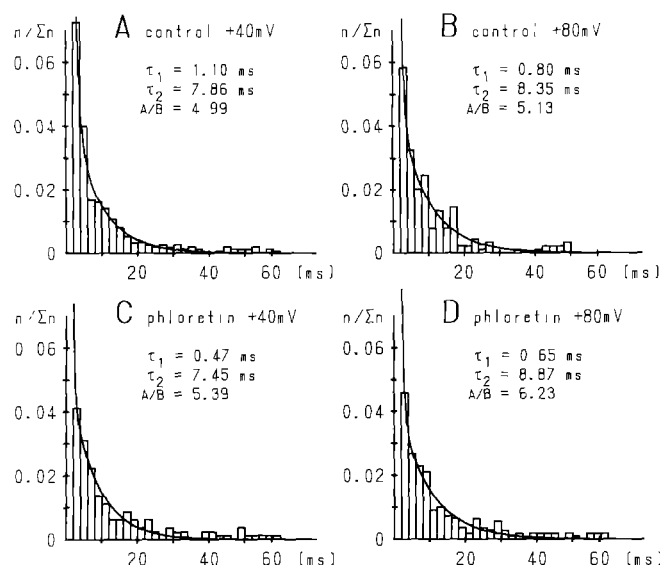 n/Σn A control +40mV
τ1 = 1.10 ms
τ2 = 7.86 ms
A/B = 4 99
0.06
0.04
0.02
0
20 40 60 [ms]
n/Σn B control +80mV
τ1 = 0.80 ms
τ2 = 8.35 ms
A/B = 5.13
0.06
0.04
0.02
0
20 40 60 [ms]
n/Σn C phloretin +40mV
τ1 = 0.47 ms
τ2 = 7.45 ms
A/B = 5.39
0 06
0.04
0.02
0
20 40 60 [ms]
n/Σn D phloretin +80mV
τ1 = 0 65 ms
τ2 = 8.87 ms
A/B = 6.23
0.06
0.04
0.02
0
20 40 60 [ms]